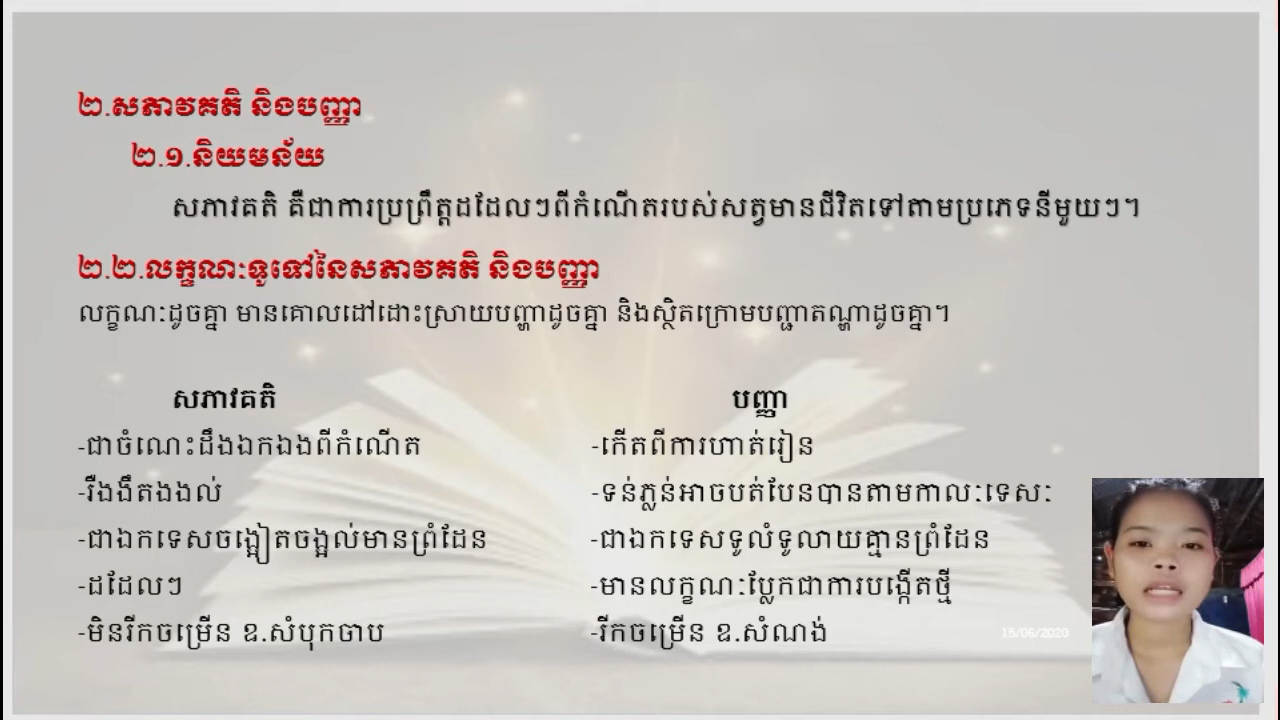 ២.សភាវគតិ និងបញ្ញា
២.១.និយមន័យ
សភាវគតិ គឺជាការប្រព្រឹត្តដដែលៗពីកំណើតរបស់សត្វមានជីវិតទៅតាមប្រភេទនីមួយៗ។
២.២.លក្ខណៈទូទៅនៃសភាវគតិ និងបញ្ញា
លក្ខណៈដូចគ្នា មានគោលដៅដោះស្រាយបញ្ហាដូចគ្នា និងស្ថិតក្រោមបញ្ជាតណ្ហាដូចគ្នា។
សភាវគតិ
-ជាចំណេះដឹងឯកឯងពីកំណើត
-រឹងងឹតងងល់
-ជាឯកទេសចង្អៀតចង្អល់មានព្រំដែន
-ដដែលៗ
-មិនរីកចម្រើន ឧ.សំបុកចាប
បញ្ញា
-កើតពីការហាត់រៀន
-ទន់ភ្លន់អាចបត់បែនបានតាមកាលៈទេសៈ
-ជាឯកទេសទូលំទូលាយគ្មានព្រំដែន
-មានលក្ខណៈប្លែកជាការបង្កើតថ្មី
-រីកចម្រើន ឧ.សំណង់
15/06/2020